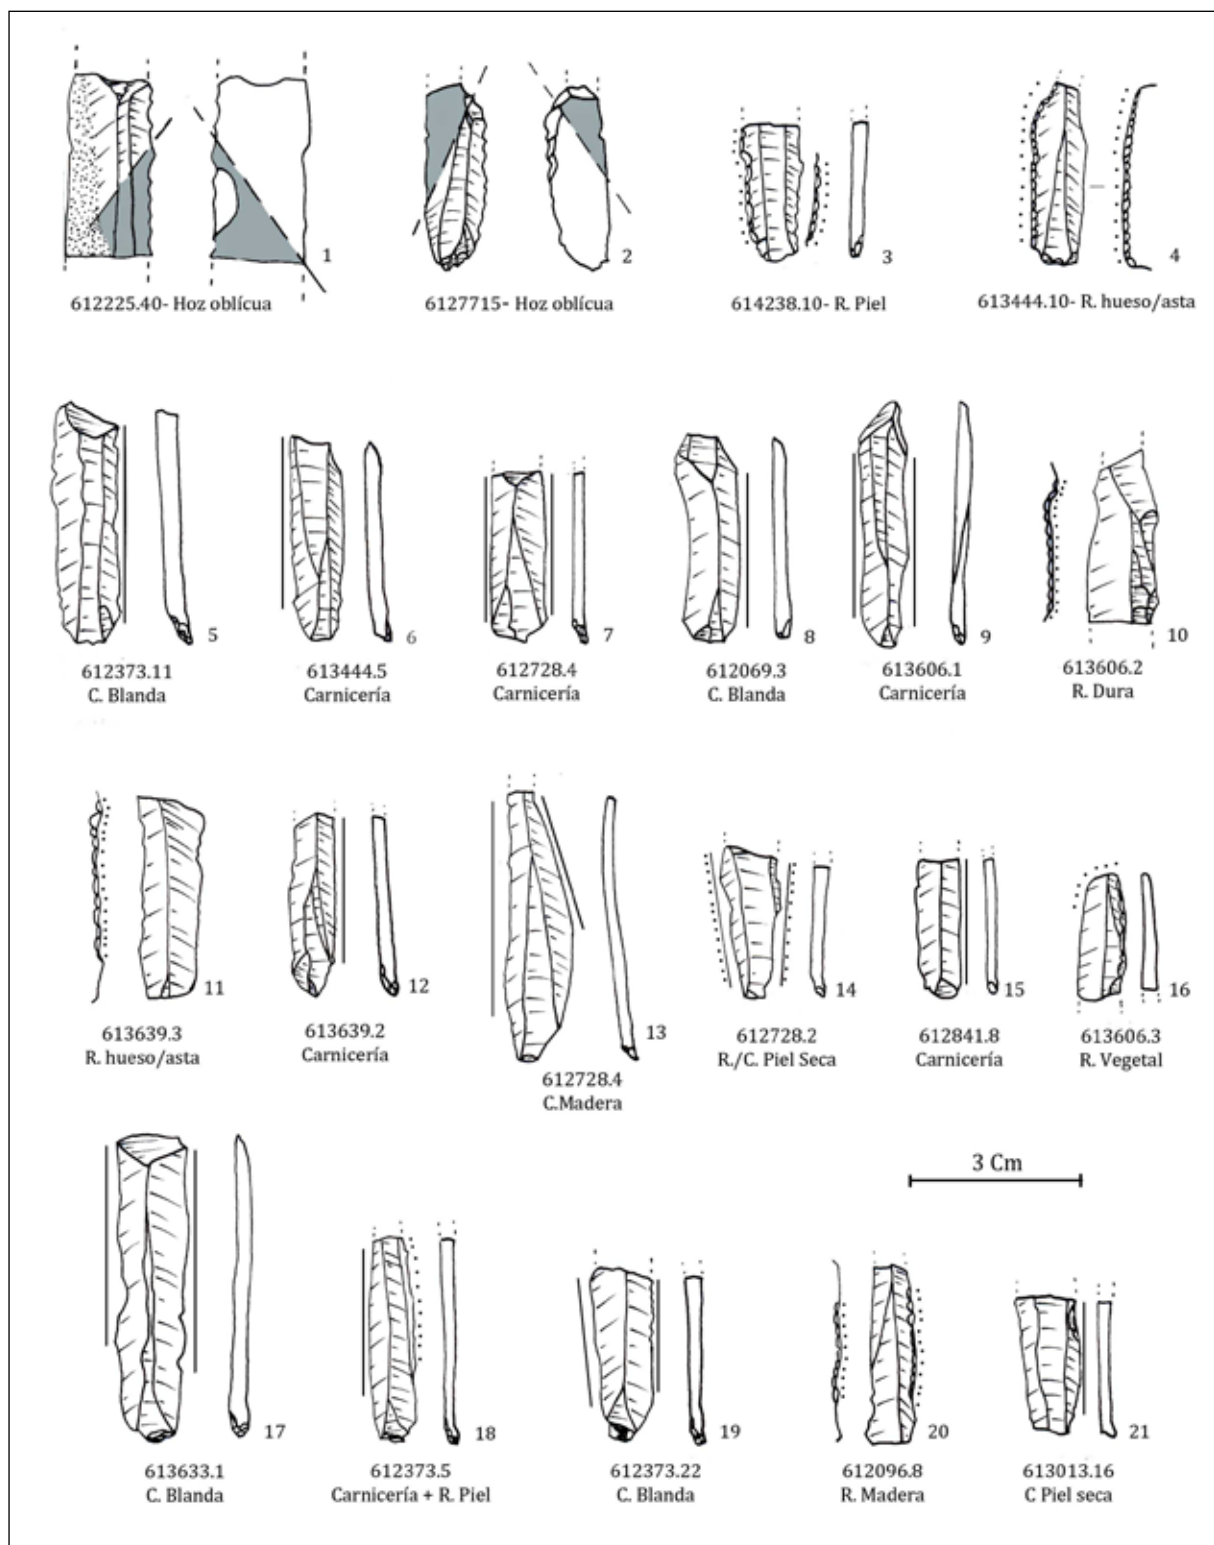 1
2
3
4
612225.40- Hoz oblícua
6127715- Hoz oblícua
614238.10- R. Piel
613444.10- R. hueso/asta
5
6
7
8
9
10
612373.11
C. Blanda
613444.5
Carnicería
612728.4
Carnicería
612069.3
C. Blanda
613606.1
Carnicería
613606.2
R. Dura
11
12
13
14
15
16
613639.3
R. hueso/asta
613639.2
Carnicería
612728.4
C.Madera
612728.2
R./C. Piel Seca
612841.8
Carnicería
613606.3
R. Vegetal
3 Cm
17
18
19
20
21
613633.1
C. Blanda
612373.5
Carnicería + R. Piel
612373.22
C. Blanda
612096.8
R. Madera
613013.16
C Piel seca